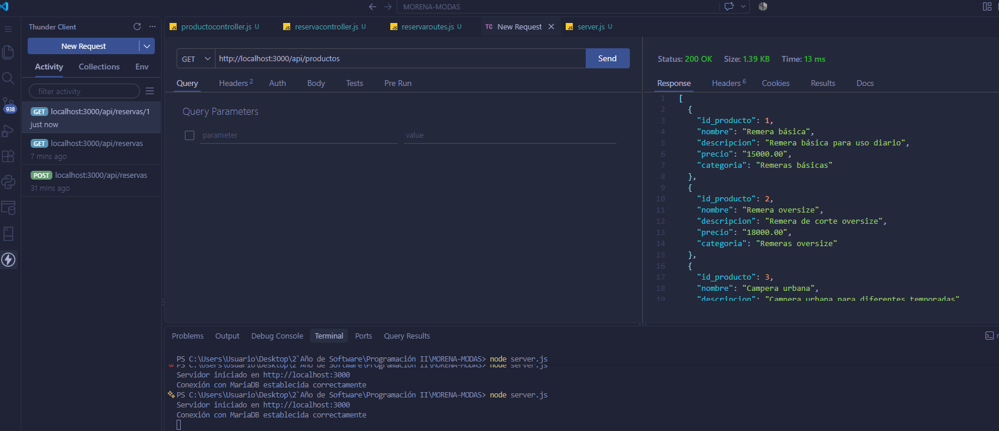 MORENA-MODAS
Thunder Client
New Request
Activity Collections Env
filter activity
GET localhost:3000/api/reservas/1
just now
GET localhost:3000/api/reservas
7 mins ago
POST localhost:3000/api/reservas
31 mins ago
938
JS productocontroller.js U JS reservacontroller.js U JS reservaroutes.js U TC New Request JS server.js U
GET http://localhost:3000/api/productos Send
Query Headers 2 Auth Body Tests Pre Run
Query Parameters
parameter value
Status: 200 OK Size: 1.39 KB Time: 13 ms
Response Headers 6 Cookies Results Docs
1 [
2 {
3 "id_producto": 1,
4 "nombre": "Remera básica",
5 "descripcion": "Remera básica para uso diario",
6 "precio": "15000.00",
7 "categoria": "Remeras básicas"
8 },
9 {
10 "id_producto": 2,
11 "nombre": "Remera oversize",
12 "descripcion": "Remera de corte oversize",
13 "precio": "18000.00",
14 "categoria": "Remeras oversize"
15 },
16 {
17 "id_producto": 3,
18 "nombre": "Campera urbana",
19 "descripcion": "Campera urbana para diferentes temporadas"
Problems Output Debug Console Terminal Ports Query Results
PS C:\Users\Usuario\Desktop\2`Año de Software\Programación II\MORENA-MODAS> node server.js
PS C:\Users\Usuario\Desktop\2`Año de Software\Programación II\MORENA-MODAS> node server.js
Servidor iniciado en http://localhost:3000
Conexión con MariaDB establecida correctamente
PS C:\Users\Usuario\Desktop\2`Año de Software\Programación II\MORENA-MODAS> node server.js
Servidor iniciado en http://localhost:3000
Conexión con MariaDB establecida correctamente